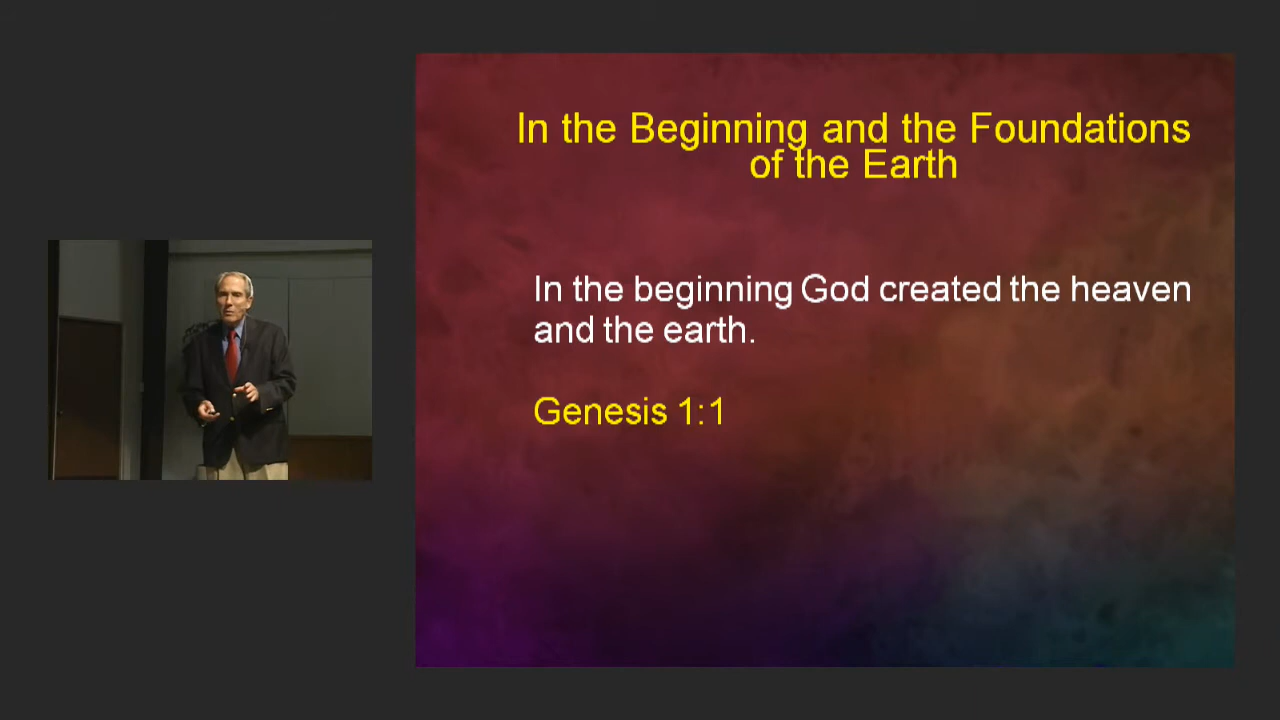 In the Beginning and the Foundations
of the Earth
In the beginning God created the heaven
and the earth.
Genesis 1:1